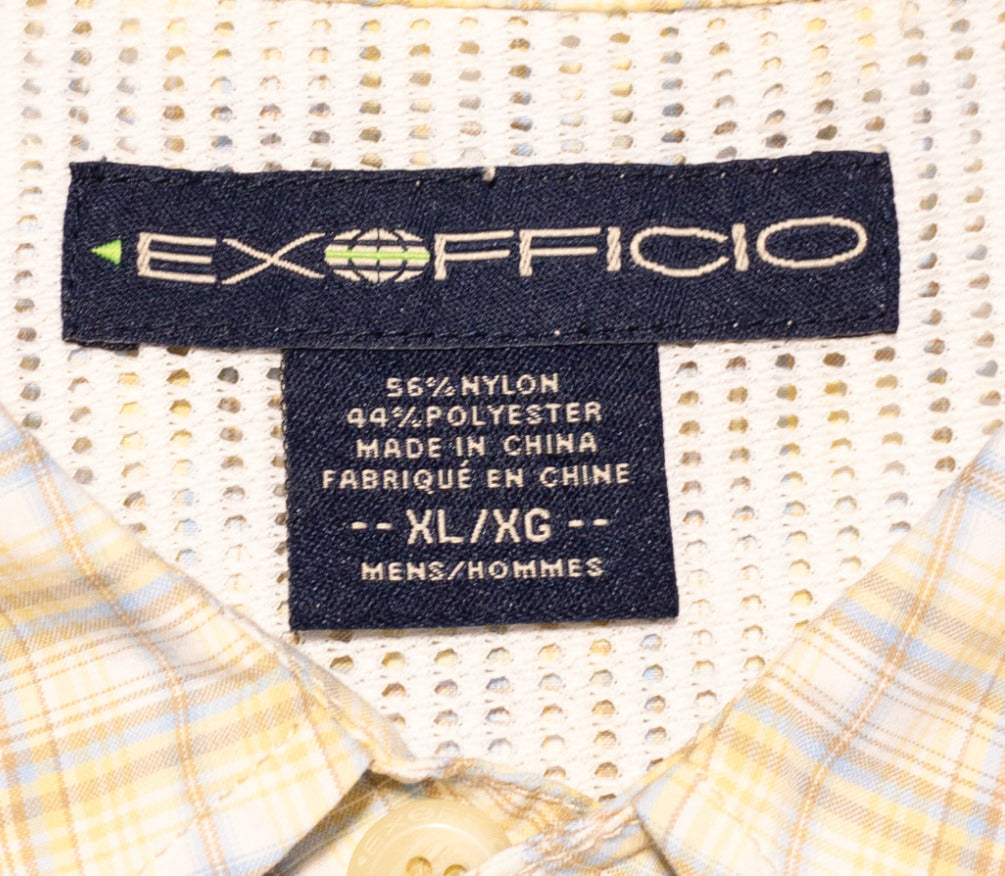 EXOFFICIO
56% NYLON
44% POLYESTER
MADE IN CHINA
FABRIQUÉ EN CHINE
-- XL/XG --
MENS/HOMMES